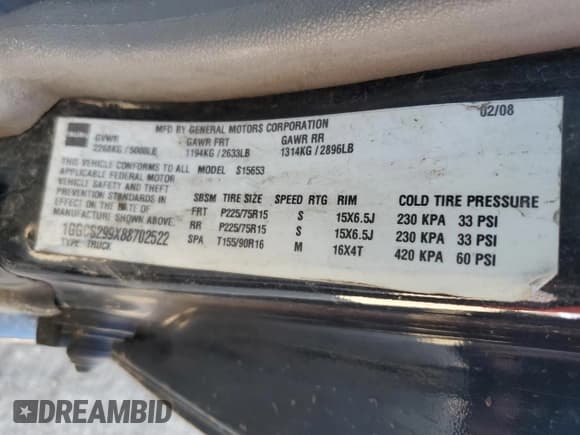 02/08
MFD BY GENERAL MOTORS CORPORATION
GVWR GAWR FRT GAWR RR
2268KG/5000LB 1194KG/2633LB 1314KG/2896LB
THIS VEHICLE CONFORMS TO ALL MODEL S15653
APPLICABLE FEDERAL MOTOR
VEHICLE SAFETY AND THEFT
PREVENTION STANDARDS IN
EFFECT ON THE DATE OF
MANUFACTURE SHOWN ABOVE.
1GGCS299X88702522
TYPE TRUCK
SBSM TIRE SIZE SPEED RTG RIM COLD TIRE PRESSURE
FRT P225/75R15 S 15X6.5J 230 KPA 33 PSI
RR P225/75R15 S 15X6.5J 230 KPA 33 PSI
SPA T155/90R16 M 16X4T 420 KPA 60 PSI
DREAMBID